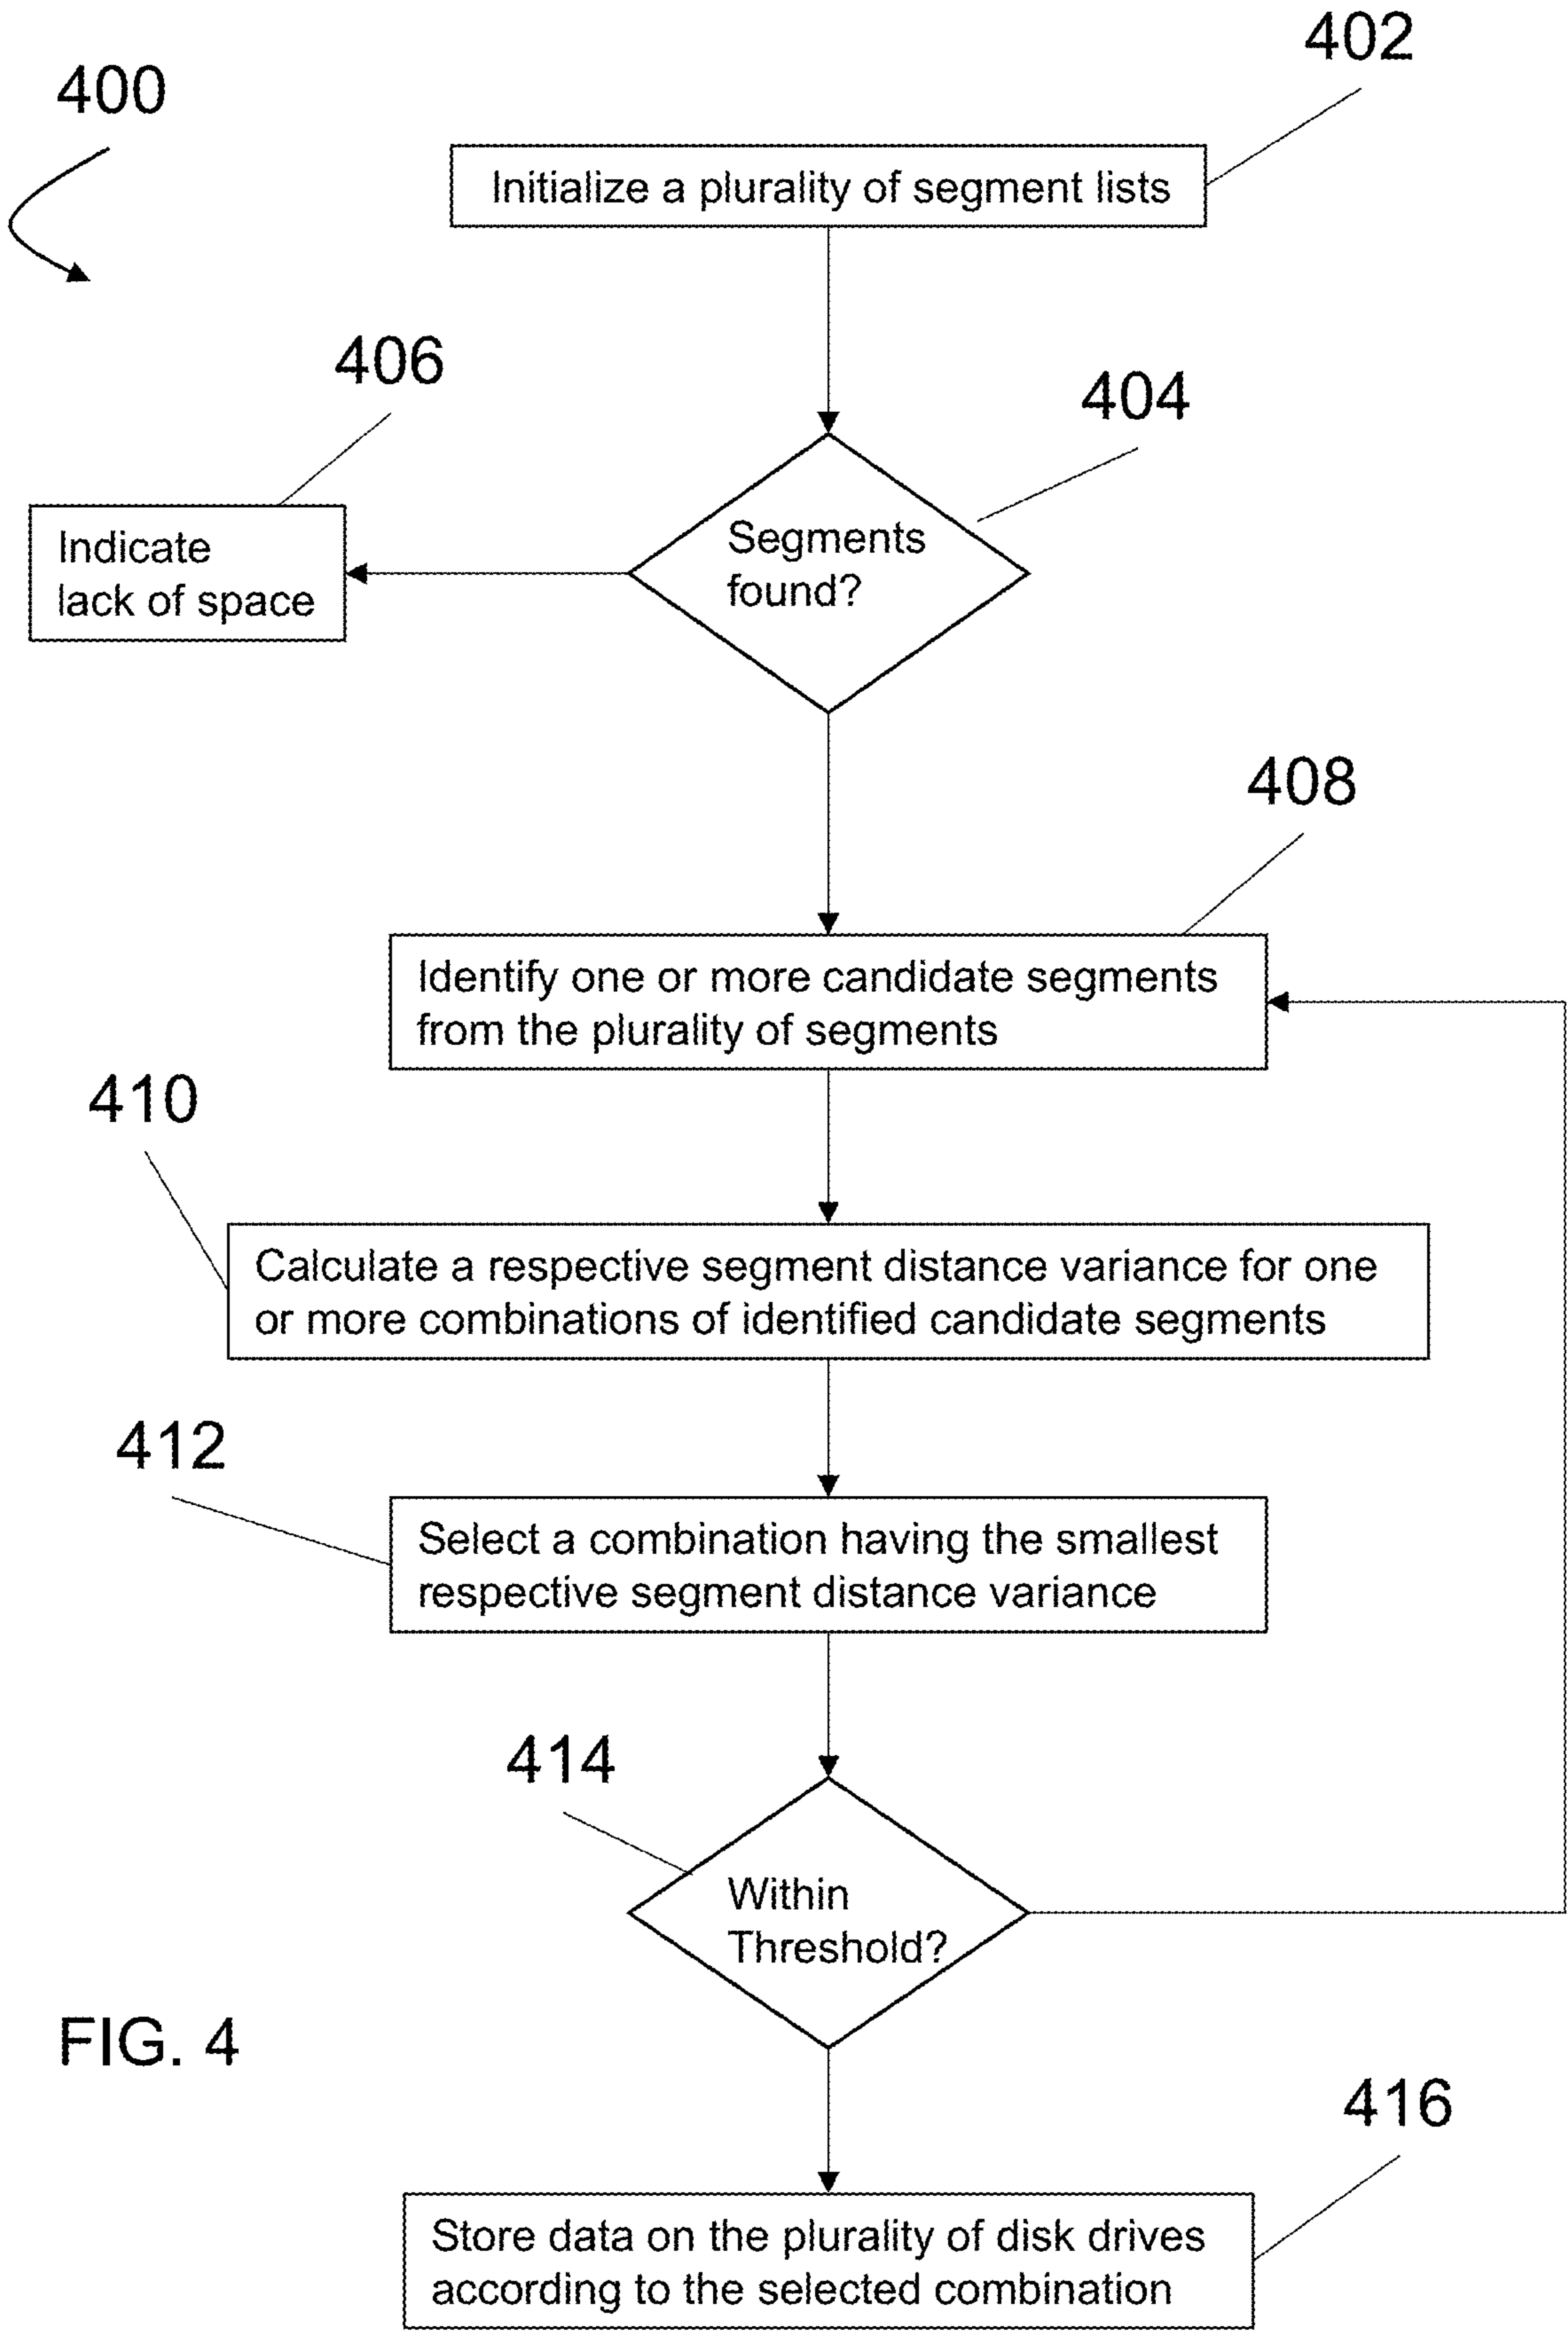 402
400
Initialize a plurality of segment lists
406
404
Segments
found?
Indicate
lack of space
408
Identify one or more candidate segments
from the plurality of segments
410
Calculate a respective segment distance variance for one
or more combinations of identified candidate segments
412
Select a combination having the smallest
respective segment distance variance
414
Within
Threshold?
FIG. 4
416
Store data on the plurality of disk drives
according to the selected combination